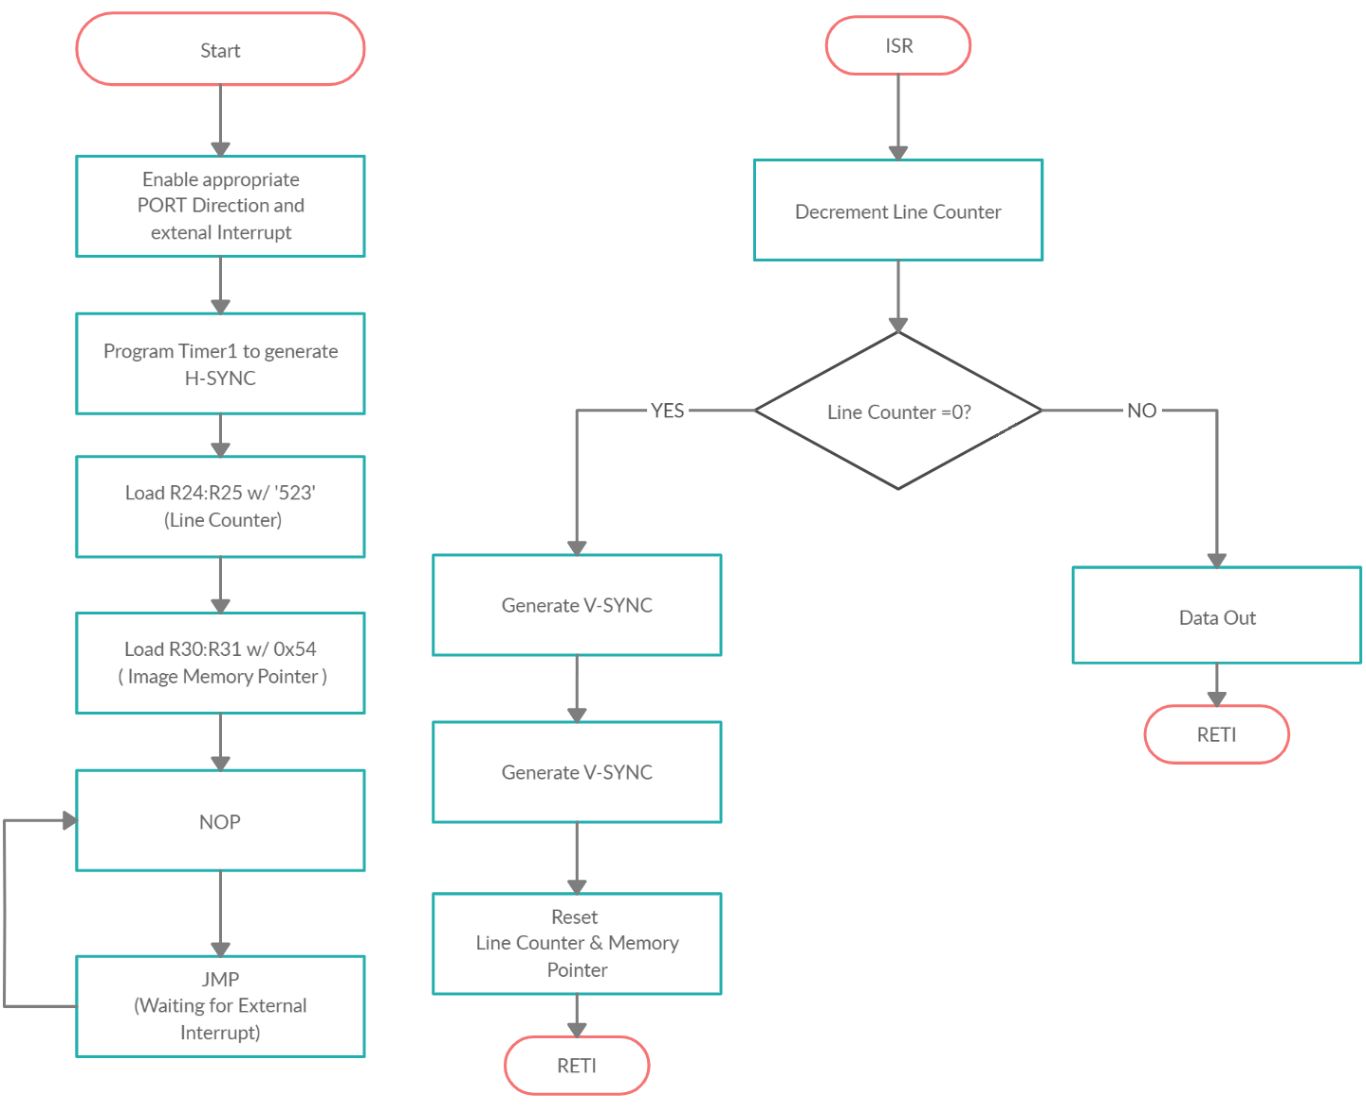 Start
Enable appropriate
PORT Direction and
extenal Interrupt
Program Timer1 to generate
H-SYNC
Load R24:R25 w/ '523'
(Line Counter)
Load R30:R31 w/ 0x54
( Image Memory Pointer )
NOP
JMP
(Waiting for External
Interrupt)
ISR
Decrement Line Counter
Line Counter =0?
YES
NO
Generate V-SYNC
Generate V-SYNC
Reset
Line Counter & Memory
Pointer
RETI
Data Out
RETI